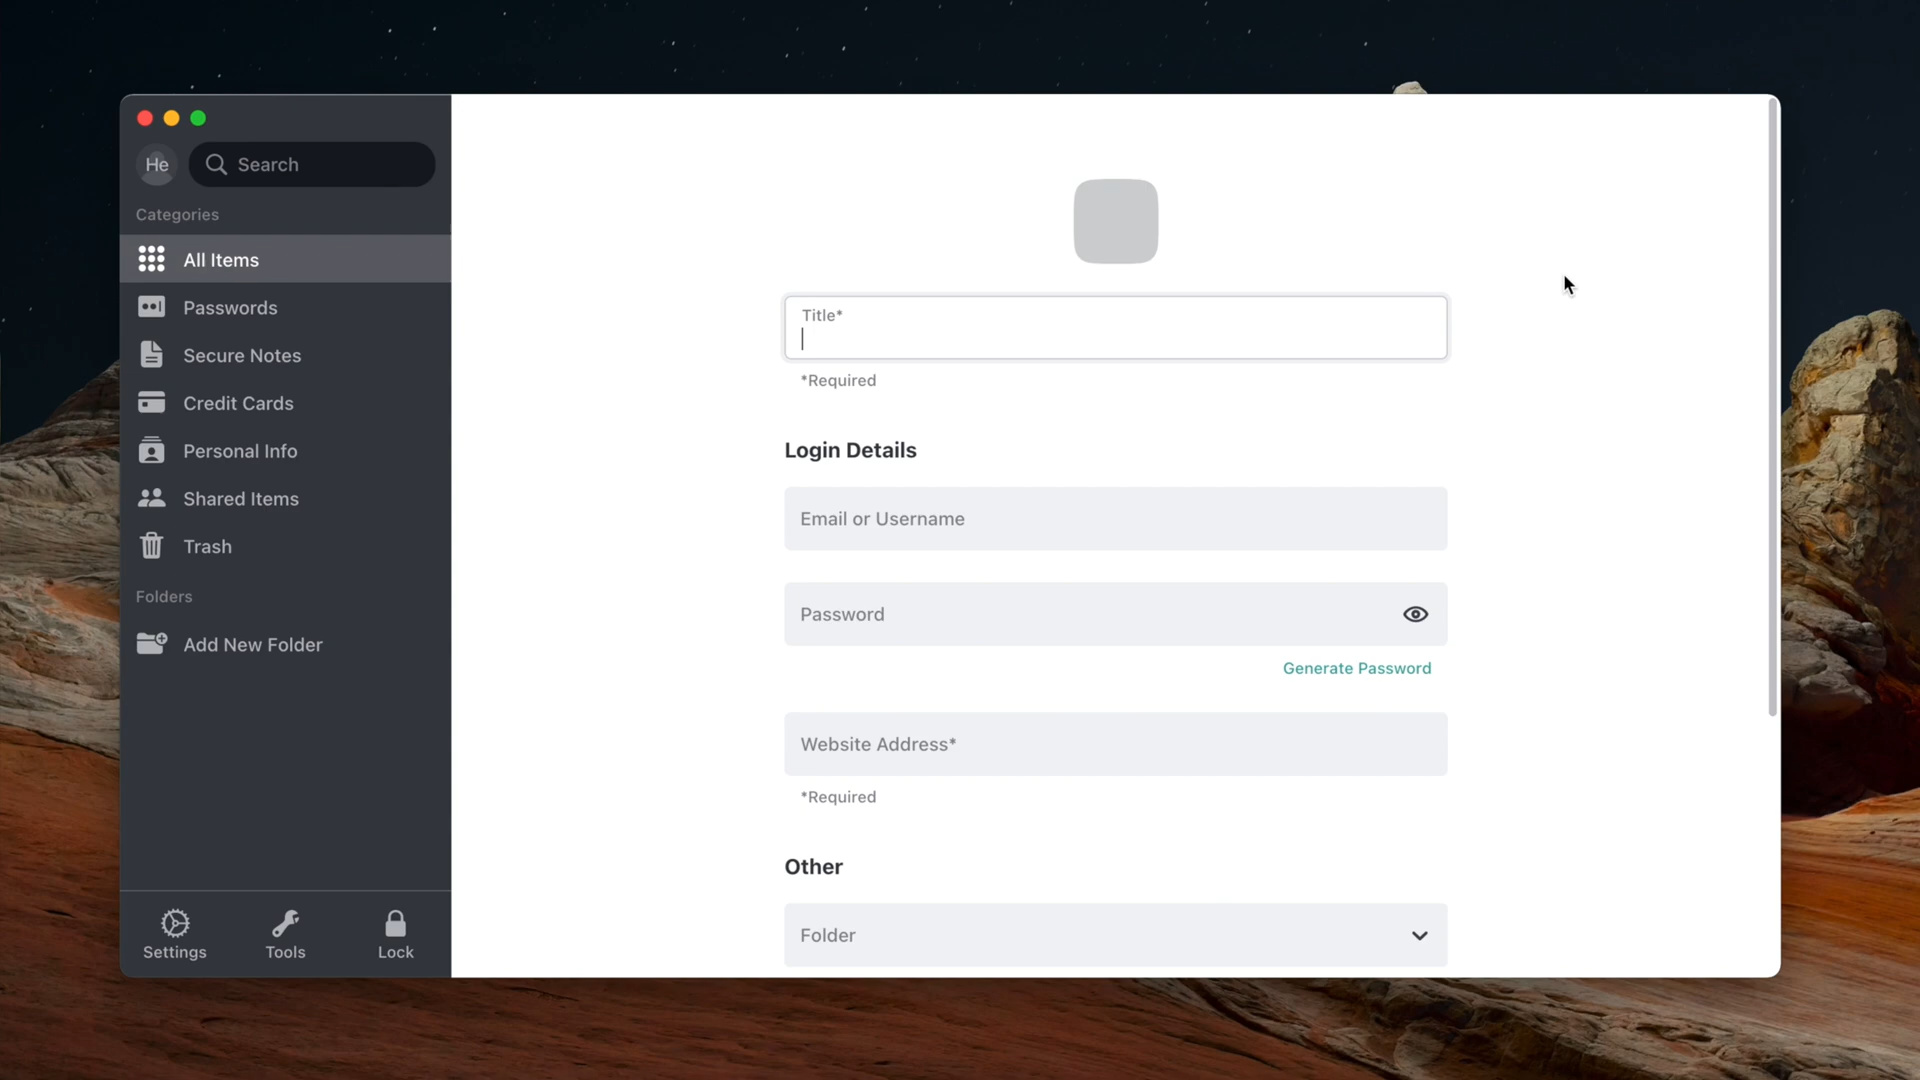 He
Search
Categories
All Items
Passwords
Secure Notes
Credit Cards
Personal Info
Shared Items
Trash
Folders
Add New Folder
Settings
Tools
Lock
Title*
*Required
Login Details
Email or Username
Password
Generate Password
Website Address*
*Required
Other
Folder